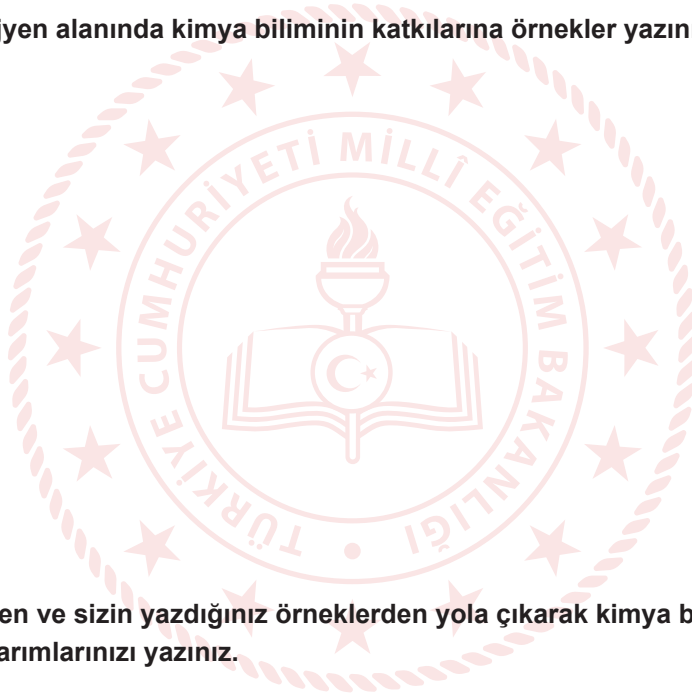 jyen alanında kimya biliminin katkılarına örnekler yazın
TÜRKİYE CUMHURİYETİ MİLLÎ EĞİTİM BAKANLIĞI
en ve sizin yazdığınız örneklerden yola çıkarak kimya b
arımlarınızı yazınız.